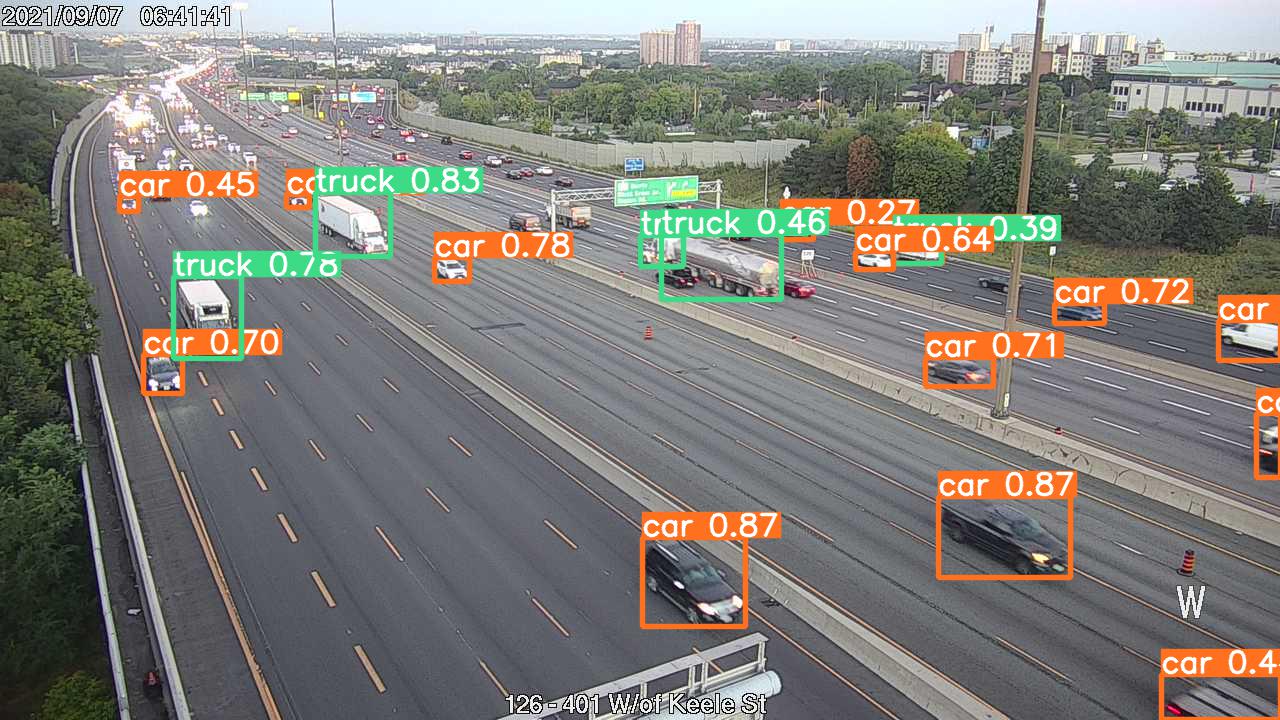 2021/09/07 06:41:41
car 0.45
truck 0.83
truck 0.46
0.27
0.39
car 0.78
car 0.64
truck 0.78
car 0.72
car
car 0.70
car 0.71
car 0.87
car 0.87
W
car 0.4
126 - 401 W/of Keele St